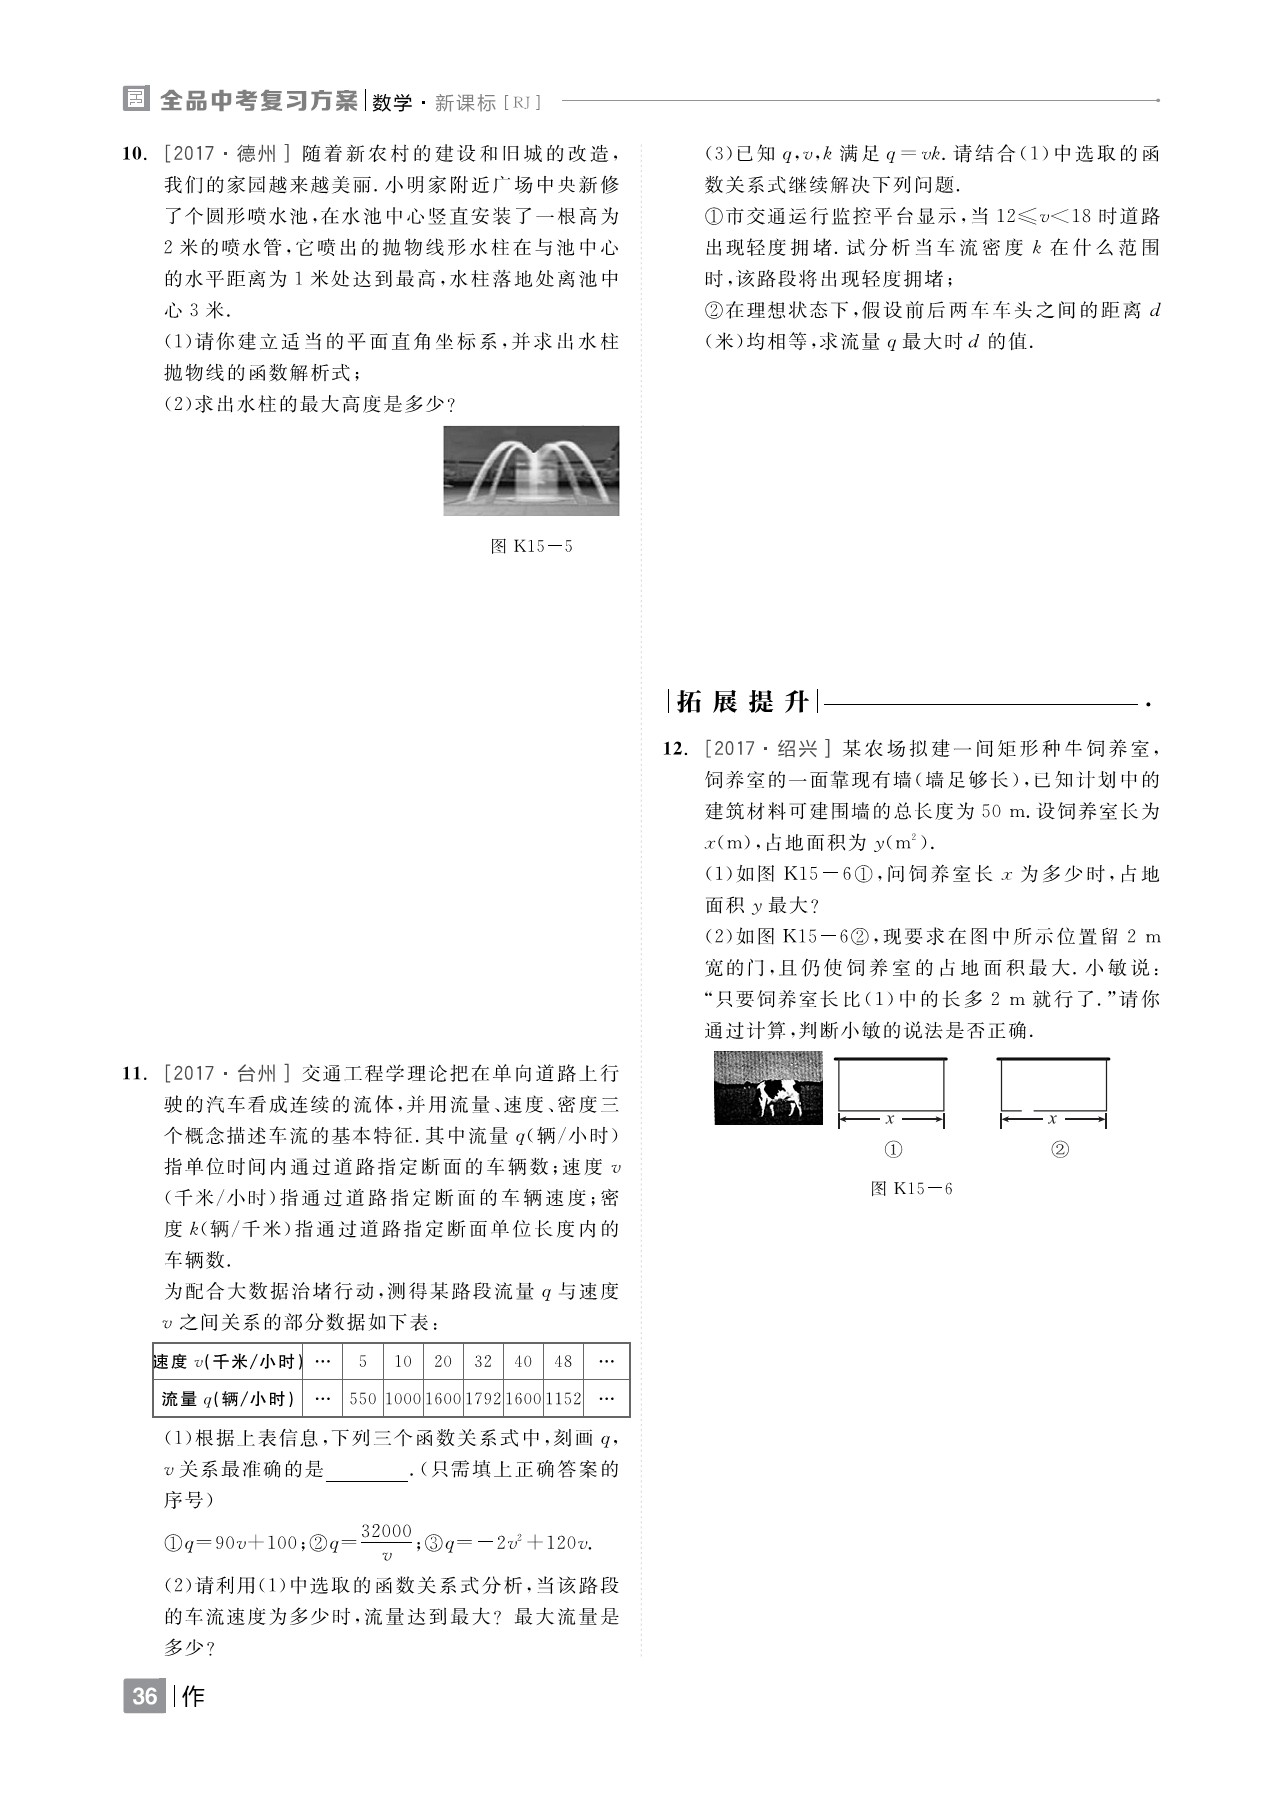 全品中考复习方案 数学·新课标[RJ]
10. [2017·德州] 随着新农村的建设和旧城的改造,
我们的家园越来越美丽.小明家附近广场中央新修
了个圆形喷水池,在水池中心竖直安装了一根高为
2 米的喷水管,它喷出的抛物线形水柱在与池中心
的水平距离为 1 米处达到最高,水柱落地处离池中
心 3 米.
(1)请你建立适当的平面直角坐标系,并求出水柱
抛物线的函数解析式;
(2)求出水柱的最大高度是多少?
图 K15-5
11. [2017·台州] 交通工程学理论把在单向道路上行
驶的汽车看成连续的流体,并用流量、速度、密度三
个概念描述车流的基本特征.其中流量 q(辆/小时)
指单位时间内通过道路指定断面的车辆数;速度 v
(千米/小时)指通过道路指定断面的车辆速度;密
度 k(辆/千米)指通过道路指定断面单位长度内的
车辆数.
为配合大数据治堵行动,测得某路段流量 q 与速度
v 之间关系的部分数据如下表:
速度 v(千米/小时) … 5 10 20 32 40 48 …
流量 q(辆/小时) … 550 1000 1600 1792 1600 1152 …
(1)根据上表信息,下列三个函数关系式中,刻画 q,
v 关系最准确的是________.(只需填上正确答案的
序号)
①q=90v+100;②q=32000/v;③q=-2v²+120v.
(2)请利用(1)中选取的函数关系式分析,当该路段
的车流速度为多少时,流量达到最大? 最大流量是
多少?
(3)已知 q,v,k 满足 q=vk.请结合(1)中选取的函
数关系式继续解决下列问题.
①市交通运行监控平台显示,当 12≤v<18 时道路
出现轻度拥堵.试分析当车流密度 k 在什么范围
时,该路段将出现轻度拥堵;
②在理想状态下,假设前后两车车头之间的距离 d
(米)均相等,求流量 q 最大时 d 的值.
拓展提升
12. [2017·绍兴] 某农场拟建一间矩形种牛饲养室,
饲养室的一面靠现有墙(墙足够长),已知计划中的
建筑材料可建围墙的总长度为 50 m.设饲养室长为
x(m),占地面积为 y(m²).
(1)如图 K15-6①,问饲养室长 x 为多少时,占地
面积 y 最大?
(2)如图 K15-6②,现要求在图中所示位置留 2 m
宽的门,且仍使饲养室的占地面积最大.小敏说:
“只要饲养室长比(1)中的长多 2 m 就行了.”请你
通过计算,判断小敏的说法是否正确.
x x
① ②
图 K15-6
36 作